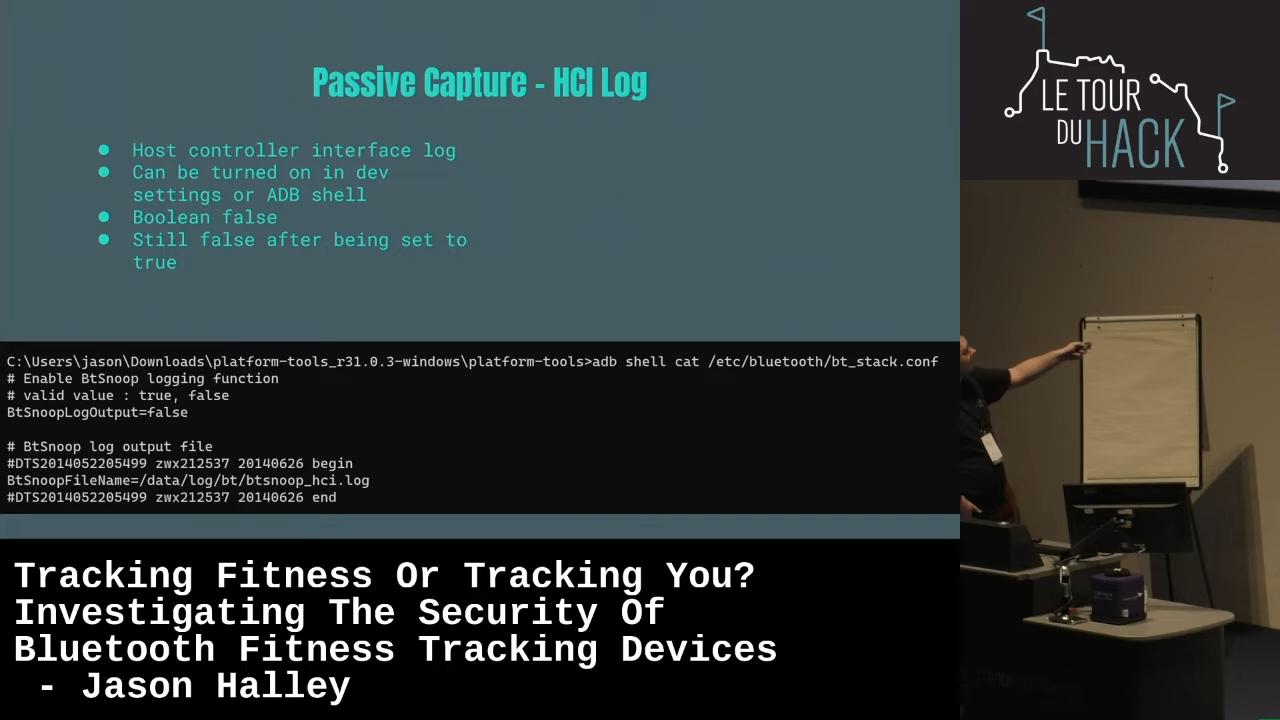 Passive Capture - HCI Log
● Host controller interface log
● Can be turned on in dev
settings or ADB shell
● Boolean false
● Still false after being set to
true
C:\Users\jason\Downloads\platform-tools_r31.0.3-windows\platform-tools>adb shell cat /etc/bluetooth/bt_stack.conf
# Enable BtSnoop logging function
# valid value : true, false
BtSnoopLogOutput=false
# BtSnoop log output file
#DTS2014052205499 zwx212537 20140626 begin
BtSnoopFileName=/data/log/bt/btsnoop_hci.log
#DTS2014052205499 zwx212537 20140626 end
Tracking Fitness Or Tracking You?
Investigating The Security Of
Bluetooth Fitness Tracking Devices
- Jason Halley
LE TOUR
DU HACK